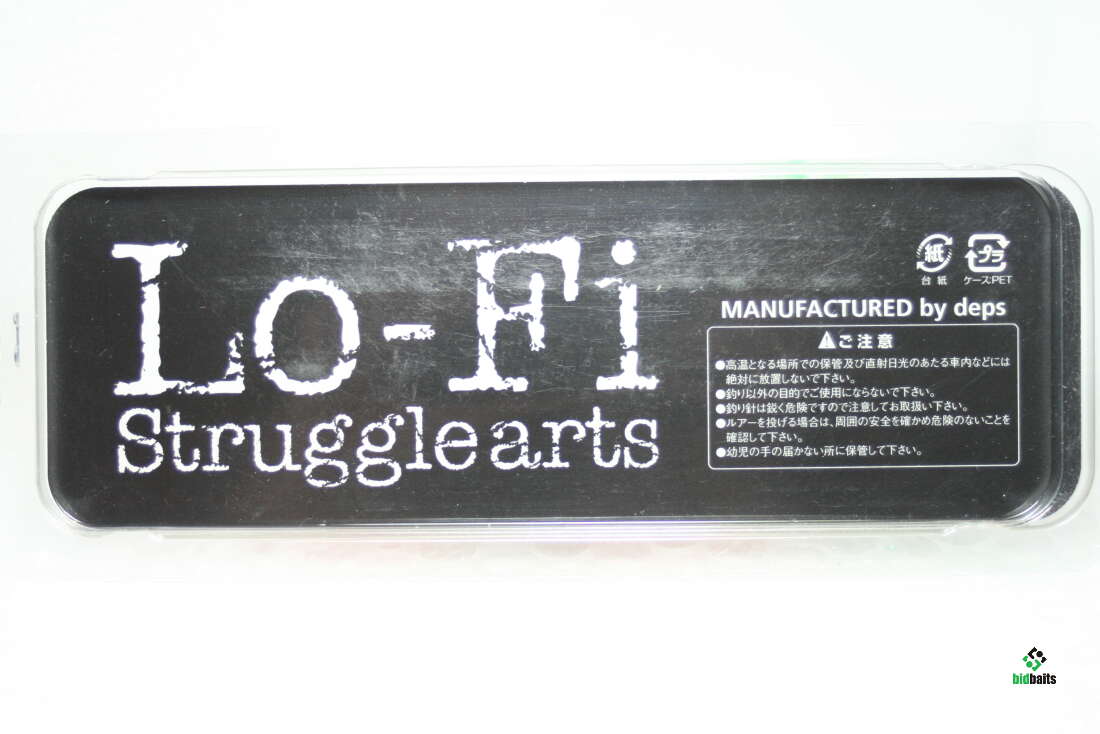 Lo-Fi
Strugglearts
紙
台紙
プラ
ケース:PET
MANUFACTURED by deps
ご注意
●高温となる場所での保管及び直射日光のあたる車内などには
絶対に放置しないで下さい。
●釣り以外の目的でご使用にならないで下さい。
●釣り針は鋭く危険ですので注意してお取扱い下さい。
●ルアーを投げる場合は、周囲の安全を確かめ危険のないことを
確認して下さい。
●幼児の手の届かない所に保管して下さい。
bidbaits